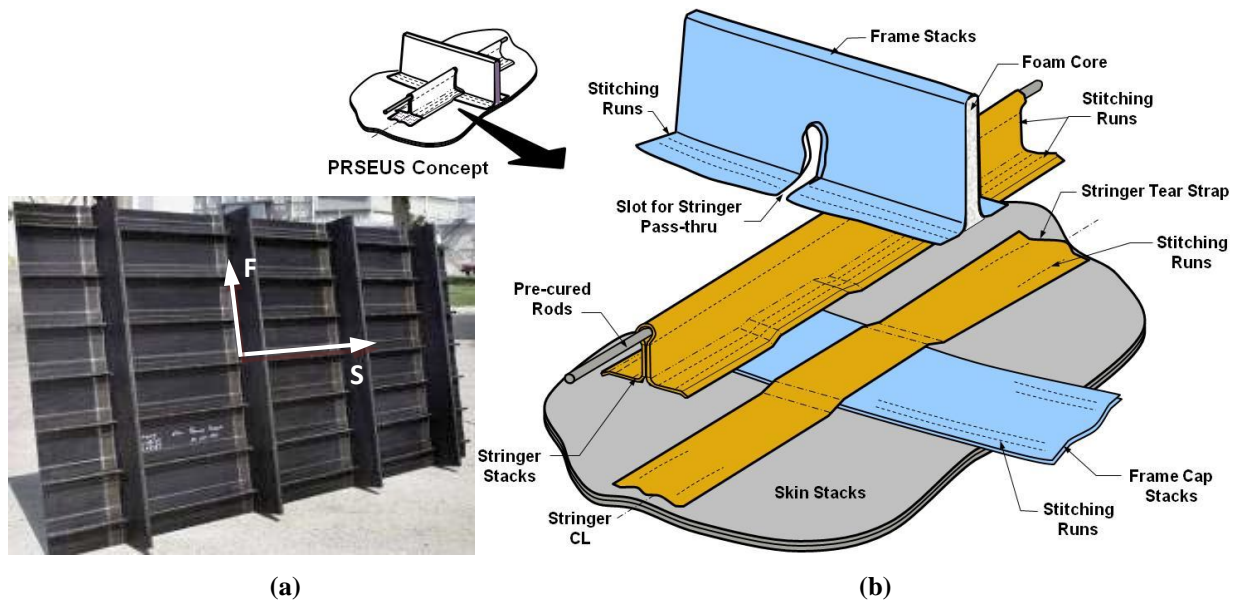 Frame Stacks
Foam Core
Stitching
Runs
Stitching
Runs
PRSEUS Concept
Slot for Stringer
Pass-thru
Stringer Tear Strap
Stitching
Runs
F
S
Pre-cured
Rods
Stringer
Stacks
Skin Stacks
Frame Cap
Stacks
Stringer
CL
Stitching
Runs
(a)
(b)